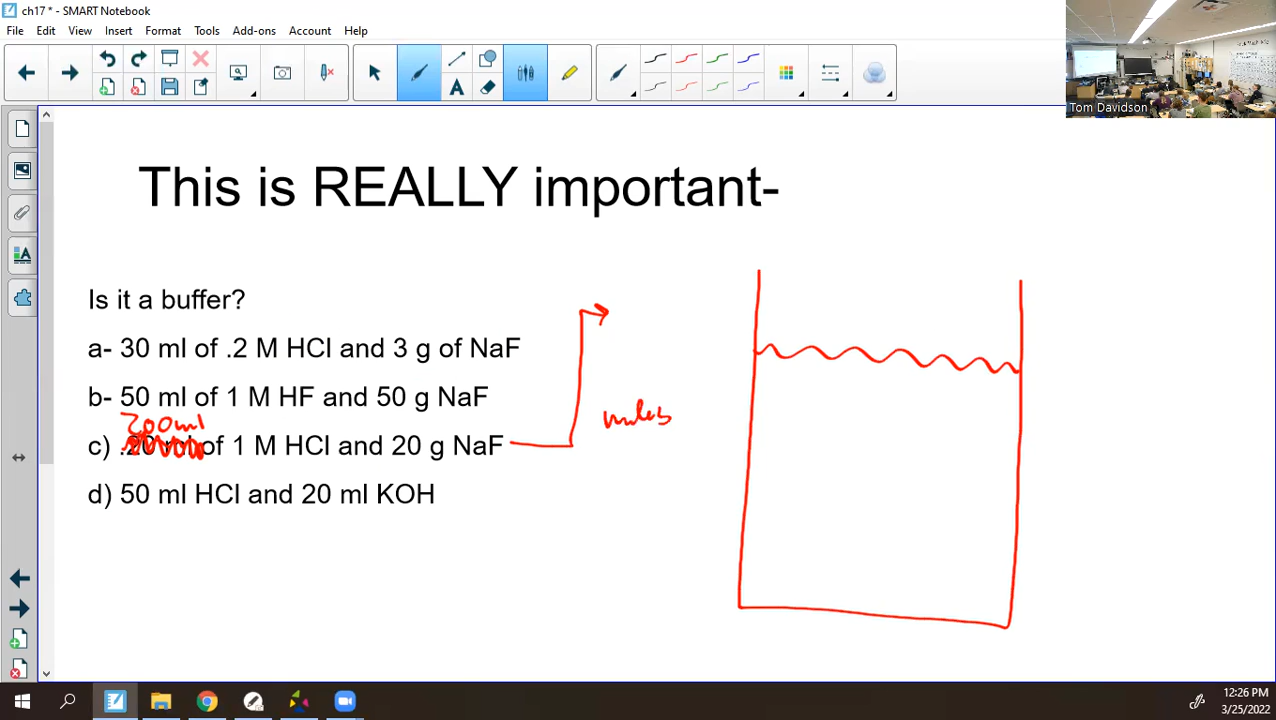 ch17 * - SMART Notebook
File Edit View Insert Format Tools Add-ons Account Help
Tom Davidson
This is REALLY important-
Is it a buffer?
a- 30 ml of .2 M HCl and 3 g of NaF
b- 50 ml of 1 M HF and 50 g NaF
200ml
c) .20 ml of 1 M HCl and 20 g NaF
moles
d) 50 ml HCl and 20 ml KOH
12:26 PM
3/25/2022